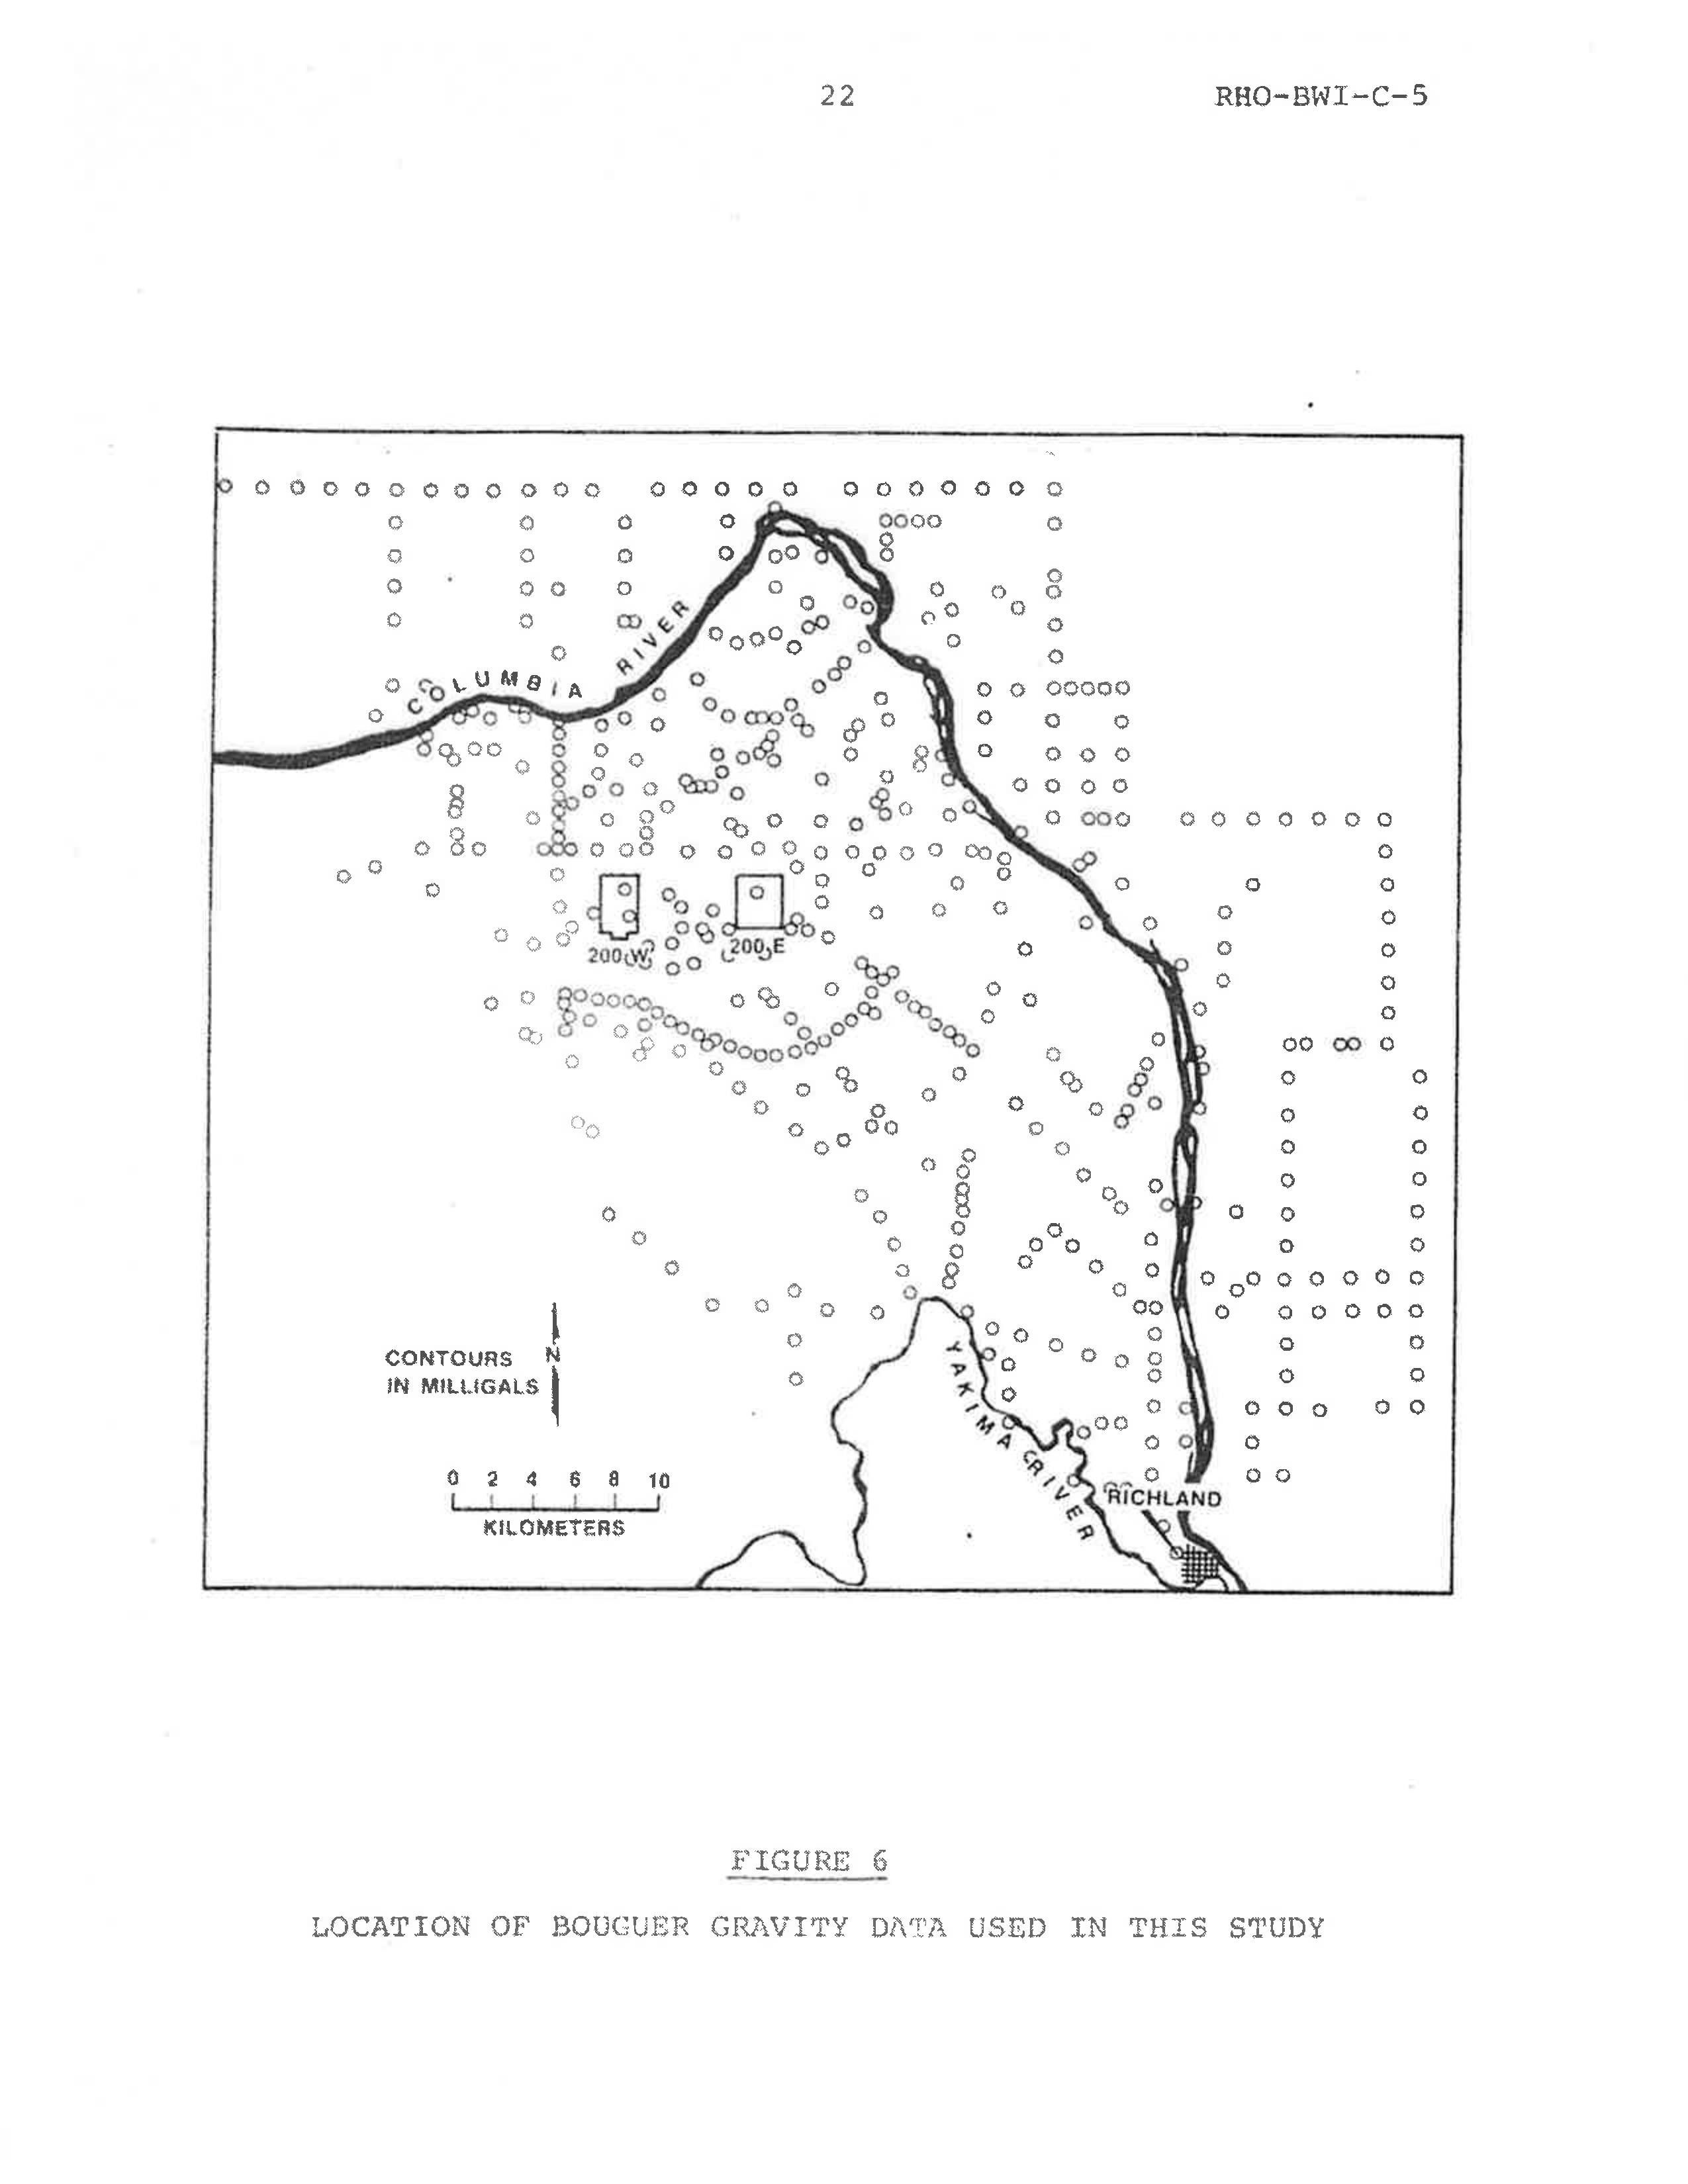 22 RHO-BWI-C-5
COLUMBIA RIVER
200 W 200 E
CONTOURS
IN MILLIGALS
N
YAKIMA RIVER
0 2 4 6 8 10
KILOMETERS
RICHLAND
FIGURE 6
LOCATION OF BOUGUER GRAVITY DATA USED IN THIS STUDY